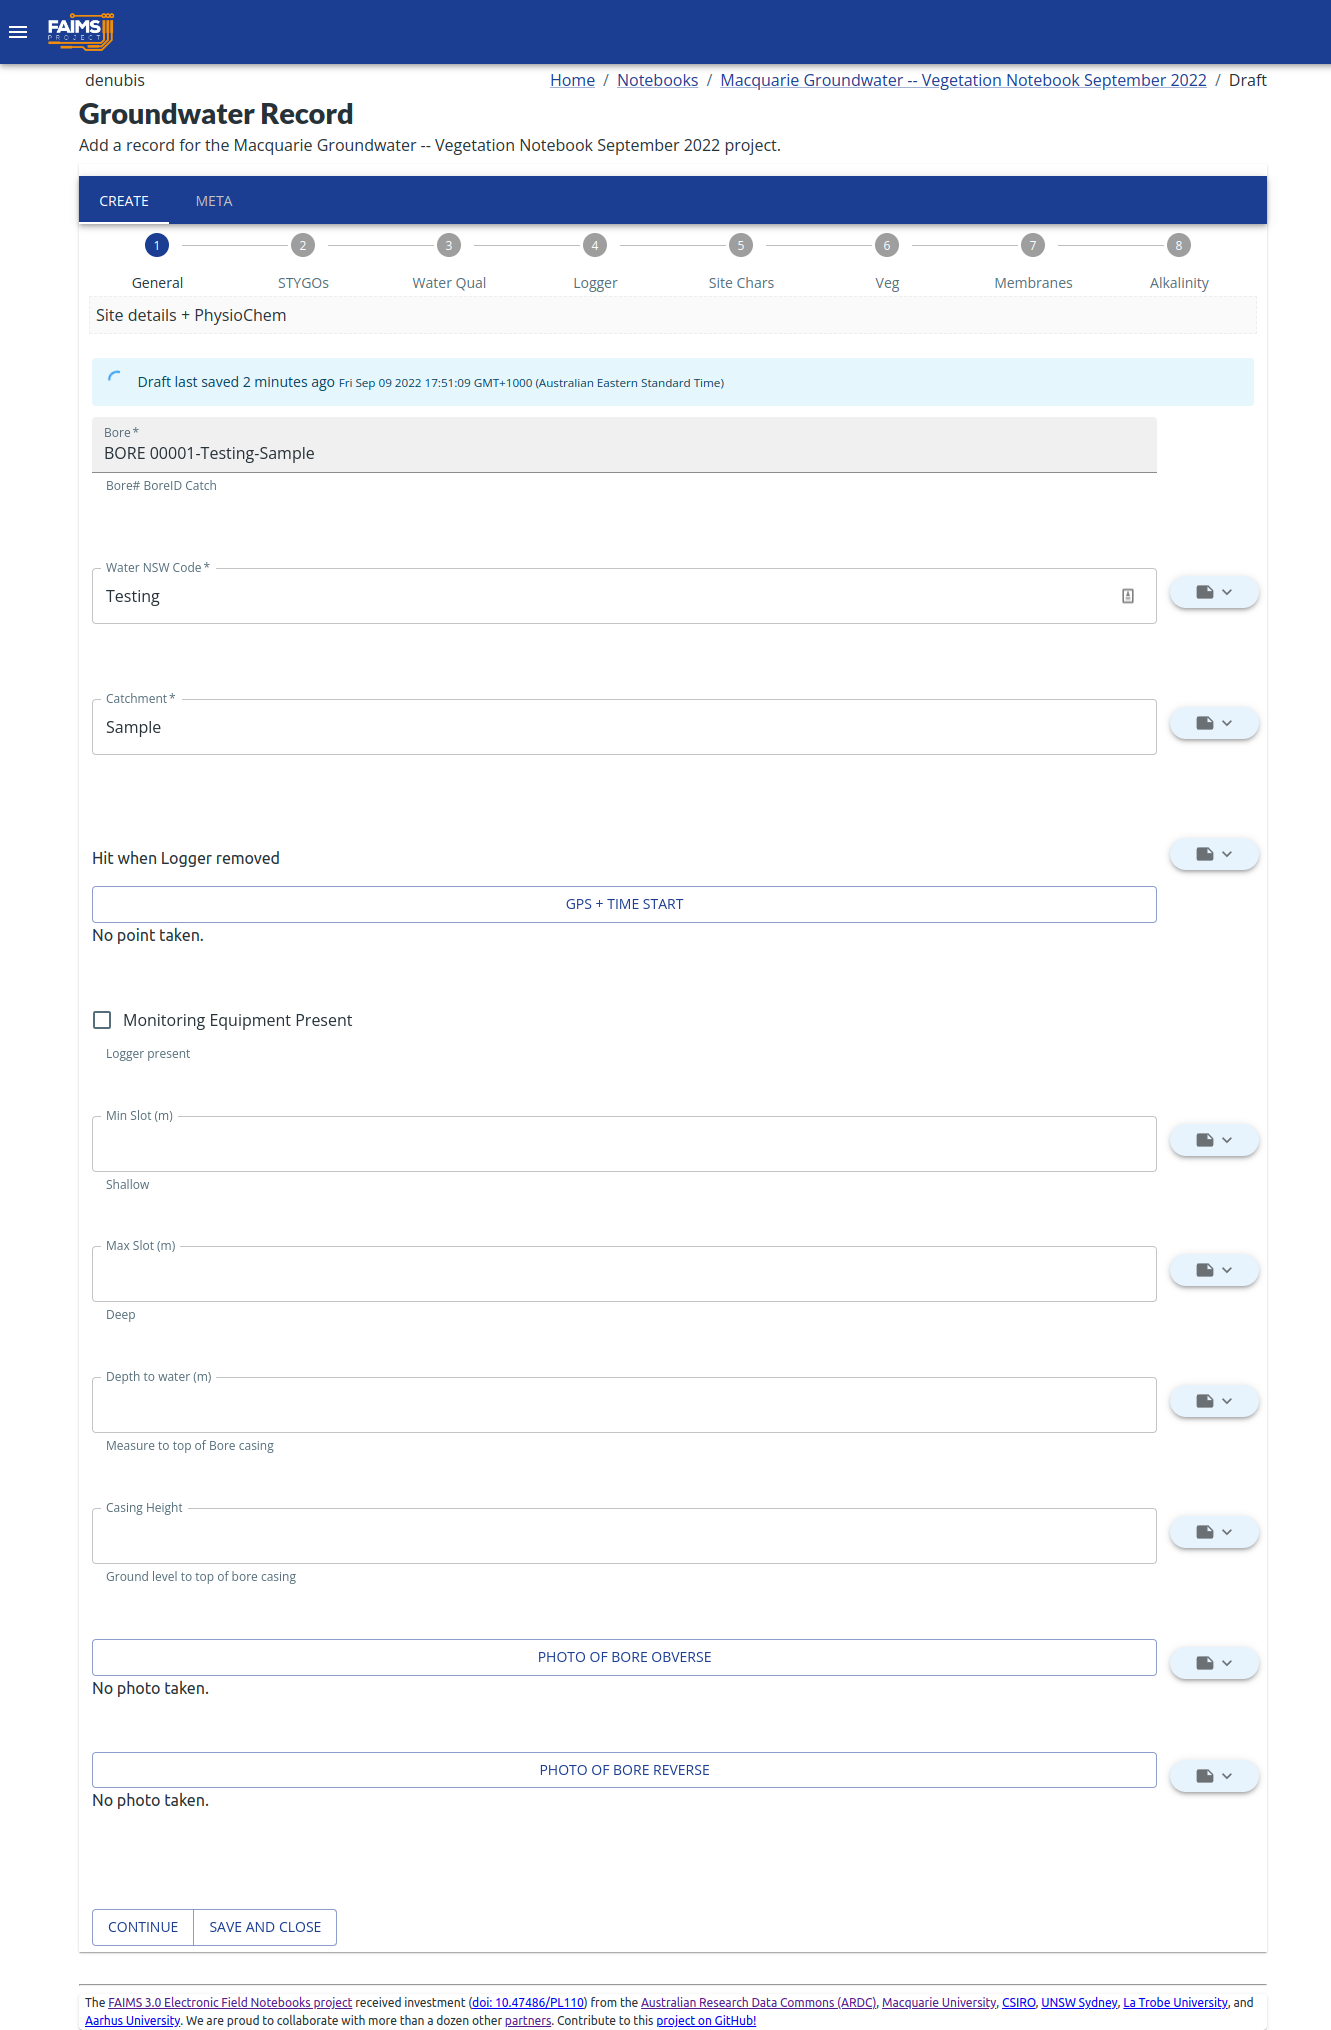 FAIMS
PROJECT
denubis
Home / Notebooks / Macquarie Groundwater -- Vegetation Notebook September 2022 / Draft
Groundwater Record
Add a record for the Macquarie Groundwater -- Vegetation Notebook September 2022 project.
CREATE META
1 2 3 4 5 6 7 8
General STYGOs Water Qual Logger Site Chars Veg Membranes Alkalinity
Site details + PhysioChem
Draft last saved 2 minutes ago Fri Sep 09 2022 17:51:09 GMT+1000 (Australian Eastern Standard Time)
Bore *
BORE 00001-Testing-Sample
Bore# BoreID Catch
Water NSW Code *
Testing
Catchment *
Sample
Hit when Logger removed
GPS + TIME START
No point taken.
Monitoring Equipment Present
Logger present
Min Slot (m)
Shallow
Max Slot (m)
Deep
Depth to water (m)
Measure to top of Bore casing
Casing Height
Ground level to top of bore casing
PHOTO OF BORE OBVERSE
No photo taken.
PHOTO OF BORE REVERSE
No photo taken.
CONTINUE SAVE AND CLOSE
The FAIMS 3.0 Electronic Field Notebooks project received investment (doi: 10.47486/PL110) from the Australian Research Data Commons (ARDC), Macquarie University, CSIRO, UNSW Sydney, La Trobe University, and
Aarhus University. We are proud to collaborate with more than a dozen other partners. Contribute to this project on GitHub!